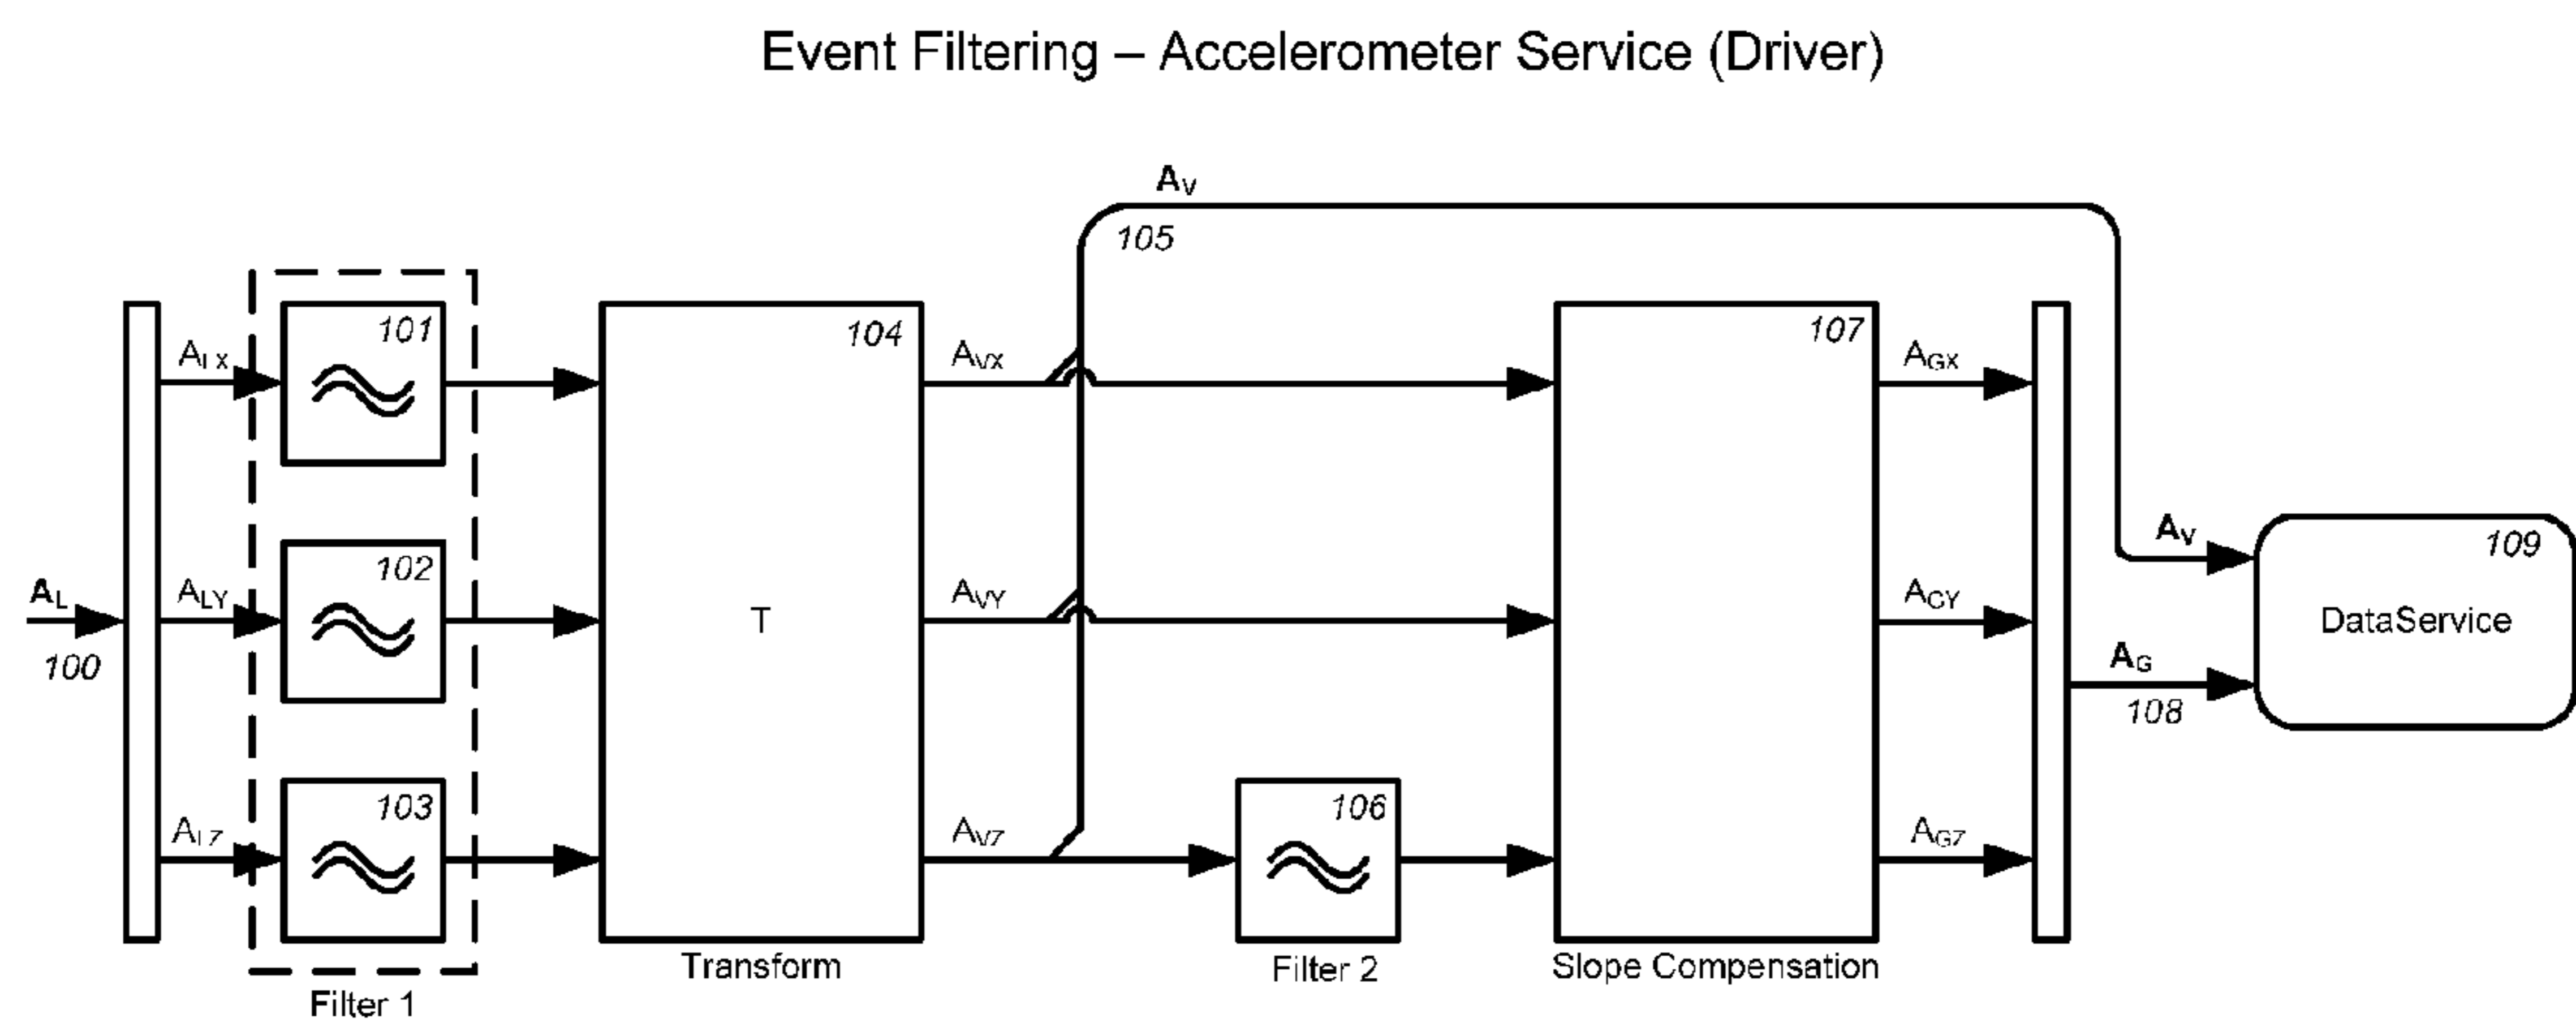 Event Filtering – Accelerometer Service (Driver)
AV
105
101
104
107
ALX
AVX
AGX
102
109
AL
ALY
T
AVY
AGY
AV
DataService
100
AG
108
103
106
ALZ
AVZ
AGZ
Transform
Filter 2
Slope Compensation
Filter 1